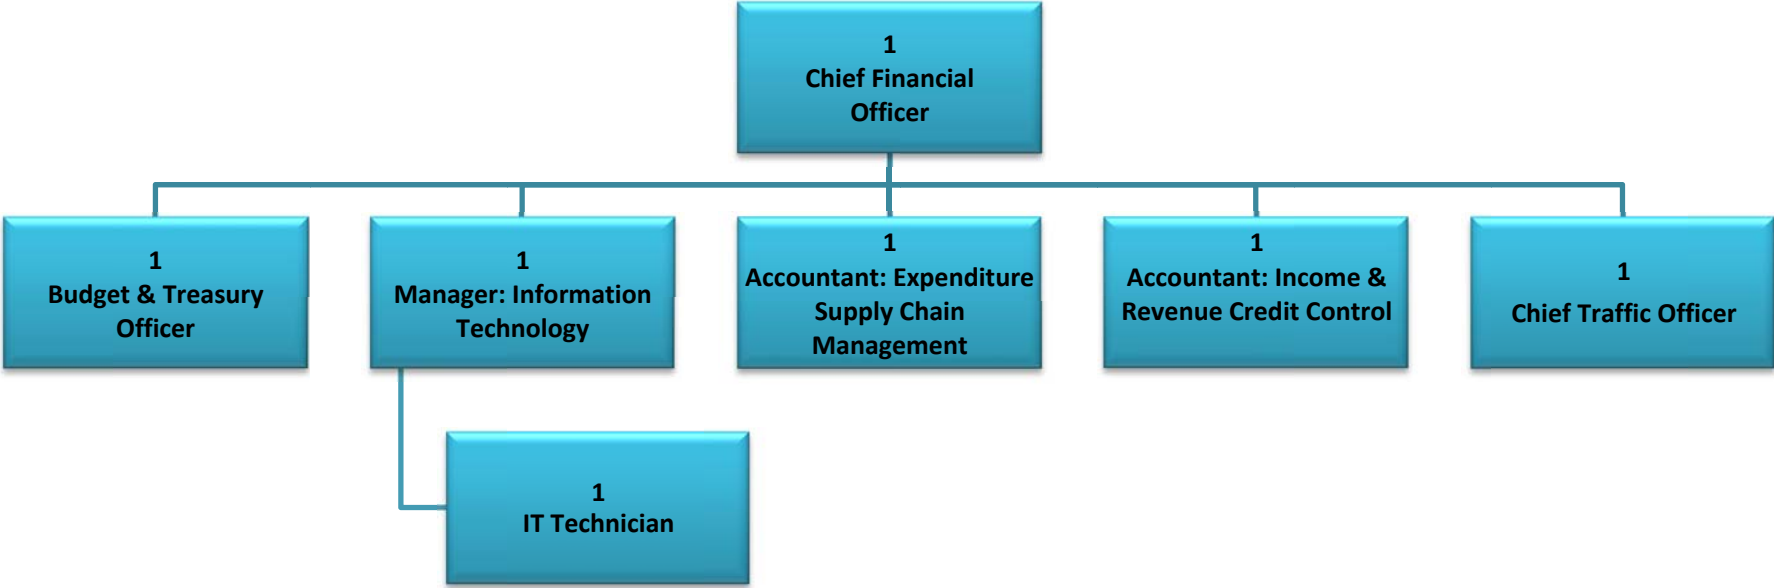 1
Chief Financial
Officer
1
Budget & Treasury
Officer
1
Manager: Information
Technology
1
Accountant: Expenditure
Supply Chain
Management
1
Accountant: Income &
Revenue Credit Control
1
Chief Traffic Officer
1
IT Technician